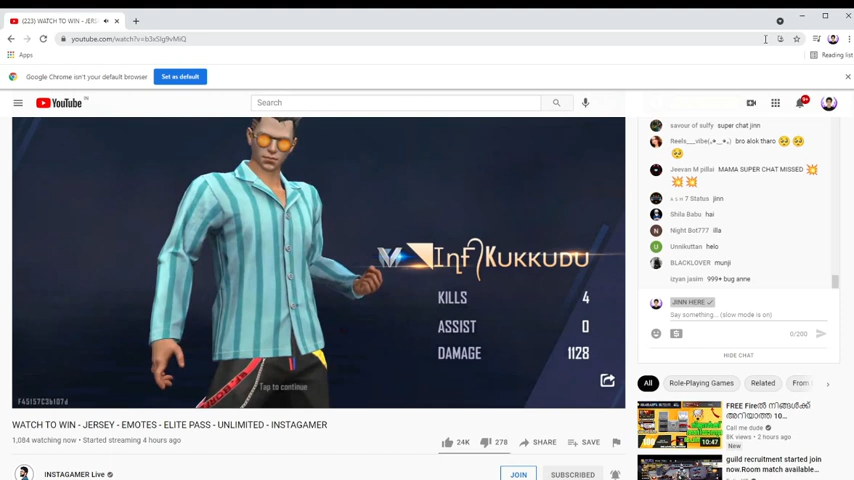 (223) WATCH TO WIN - JERS
youtube.com/watch?v=b3xSlg9vMiQ
Apps
Reading list
Google Chrome isn't your default browser
Set as default
YouTube IN
Search
9+
savour of sulfy super chat jinn
bro alok tharo
Jeevan M pillai MAMA SUPER CHAT MISSED
7 Status jinn
Shila Babu hai
Night Bot777 illa
Unnikuttan helo
BLACKLOVER munji
izyan jasim 999+ bug anne
JINN HERE
Say something... (slow mode is on)
0/200
HIDE CHAT
KUKKUDU
KILLS 4
ASSIST 0
DAMAGE 1128
Tap to continue
F45157C3b107d
WATCH TO WIN - JERSEY - EMOTES - ELITE PASS - UNLIMITED - INSTAGAMER
1,084 watching now • Started streaming 4 hours ago
24K 278 SHARE SAVE
INSTAGAMER Live
JOIN SUBSCRIBED
All Role-Playing Games Related From
FREE Fireൽ നിങ്ങൾക്ക്
അറിയാത്ത 10...
Call me dude
8K views • 2 hours ago
New
10:47
guild recruitment started join
now.Room match available...